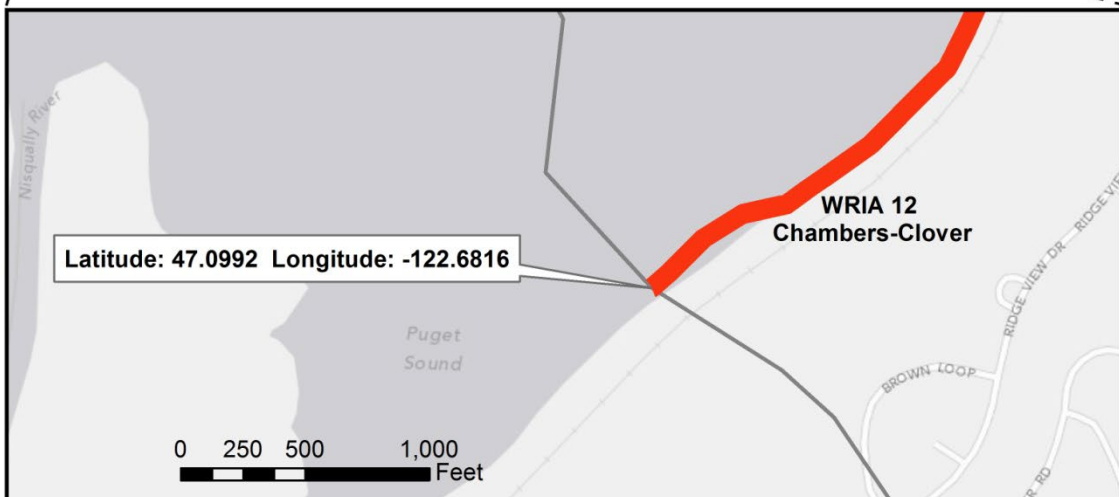 Nisqually River
WRIA 12
Chambers-Clover
Latitude: 47.0992 Longitude: -122.6816
Puget
Sound
RIDGE VIEW DR
BROWN LOOP
0 250 500 1,000
Feet